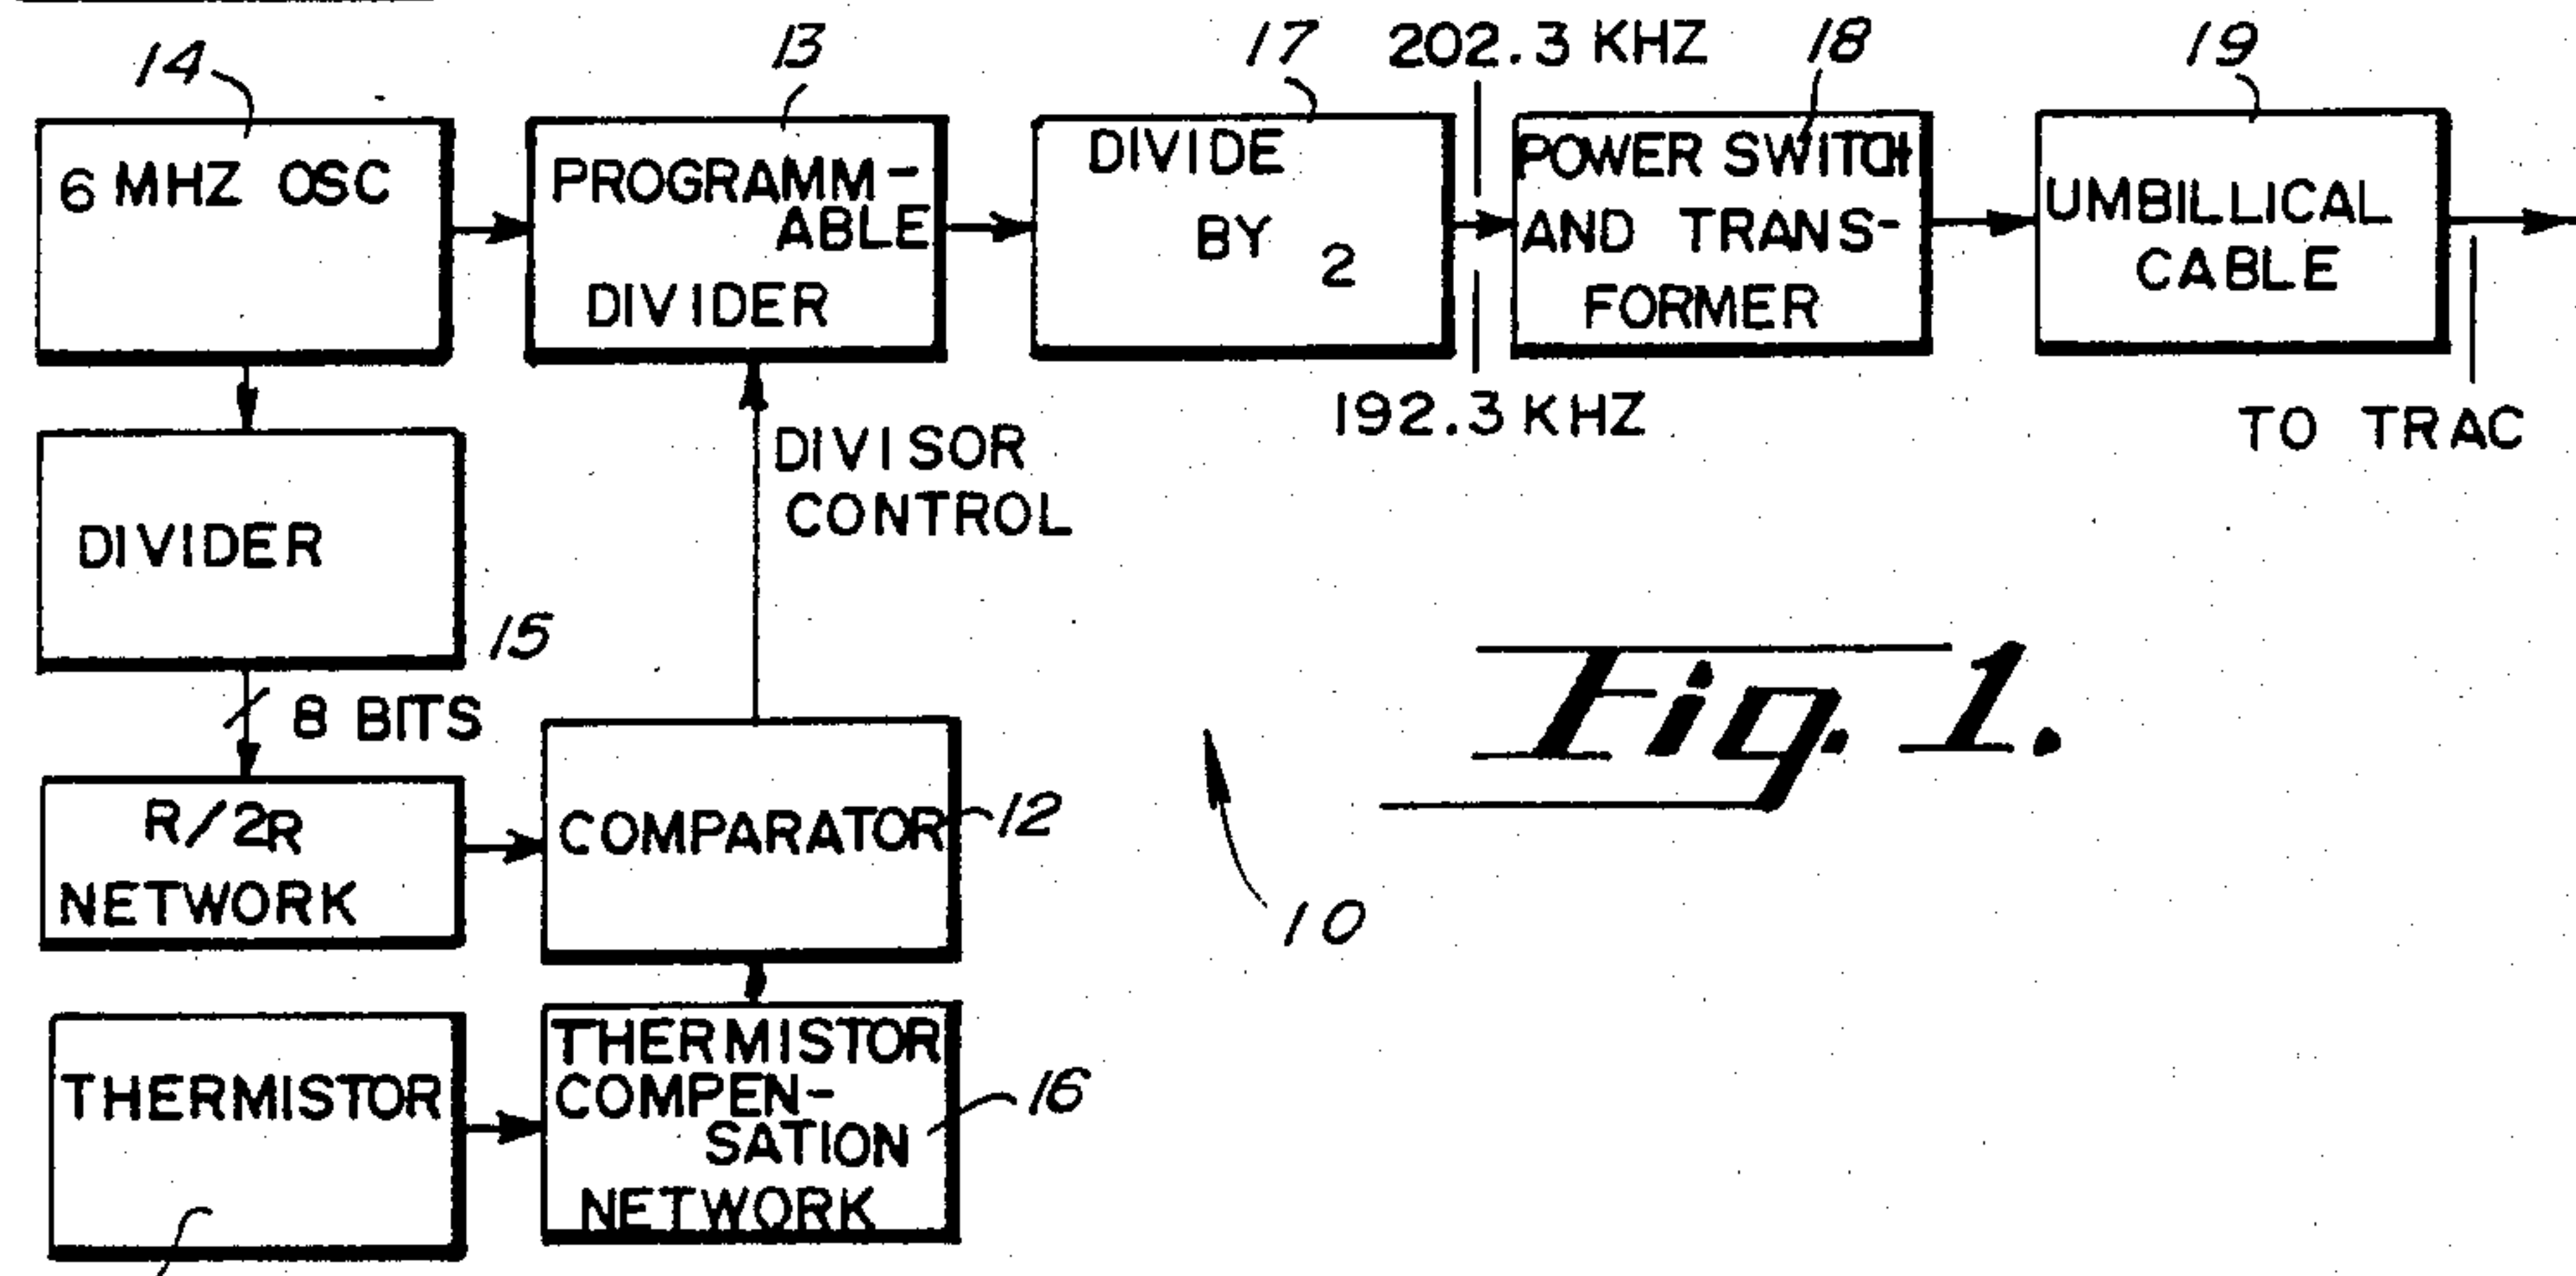 14
13
17
202.3 KHZ
18
19
6 MHZ OSC
PROGRAMM-
ABLE
DIVIDER
DIVIDE
BY 2
POWER SWITCH
AND TRANS-
FORMER
UMBILLICAL
CABLE
192.3 KHZ
TO TRAC
DIVISOR
CONTROL
DIVIDER
15
8 BITS
R/2R
NETWORK
COMPARATOR
12
10
Fig. 1.
THERMISTOR
THERMISTOR
COMPEN-
SATION
NETWORK
16